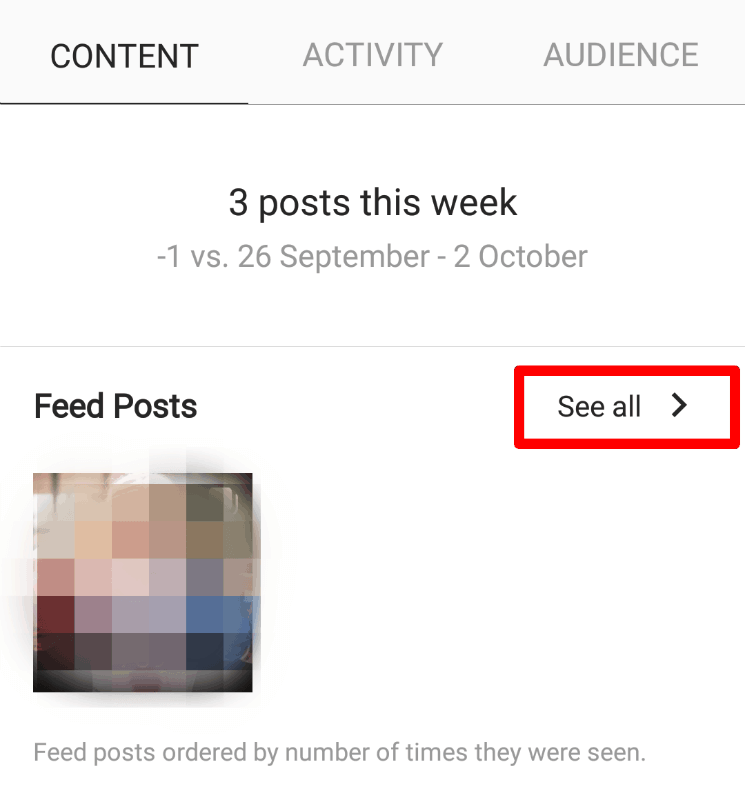 CONTENT ACTIVITY AUDIENCE
3 posts this week
-1 vs. 26 September - 2 October
Feed Posts See all
Feed posts ordered by number of times they were seen.